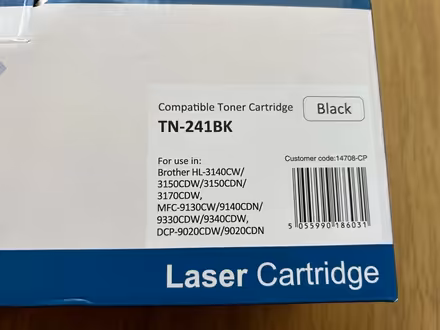 Compatible Toner Cartridge
Black
TN-241BK
For use in:
Brother HL-3140CW/
3150CDW/3150CDN/
3170CDW,
MFC-9130CW/9140CDN/
9330CDW/9340CDW,
DCP-9020CDW/9020CDN
Customer code:14708-CP
5 055990 186031
Laser Cartridge